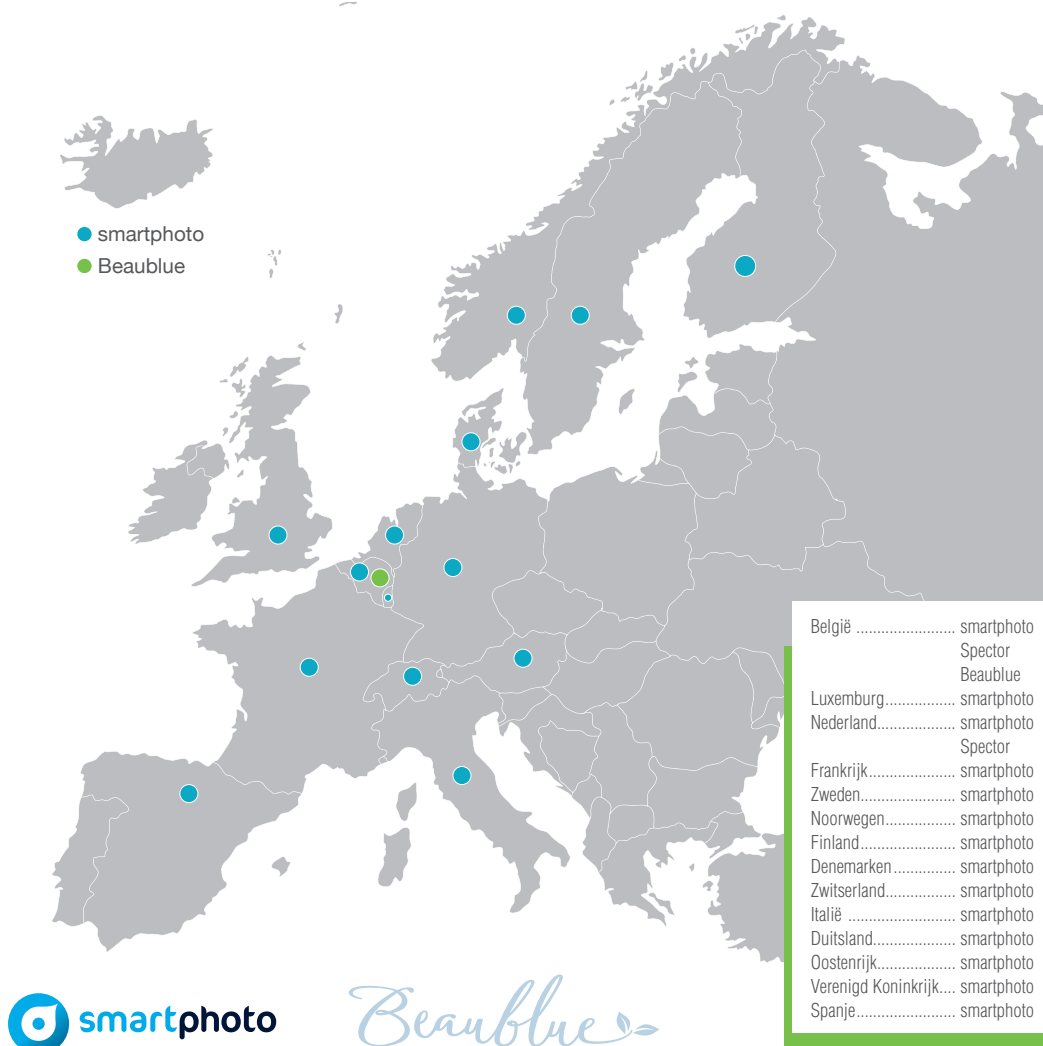 smartphoto
Beaublue
België ....................... smartphoto
Spector
Beaublue
Luxemburg................ smartphoto
Nederland.................. smartphoto
Spector
Frankrijk.................... smartphoto
Zweden...................... smartphoto
Noorwegen................ smartphoto
Finland...................... smartphoto
Denemarken.............. smartphoto
Zwitserland................ smartphoto
Italië ......................... smartphoto
Duitsland................... smartphoto
Oostenrijk.................. smartphoto
Verenigd Koninkrijk.... smartphoto
Spanje....................... smartphoto
smartphoto
Beaublue